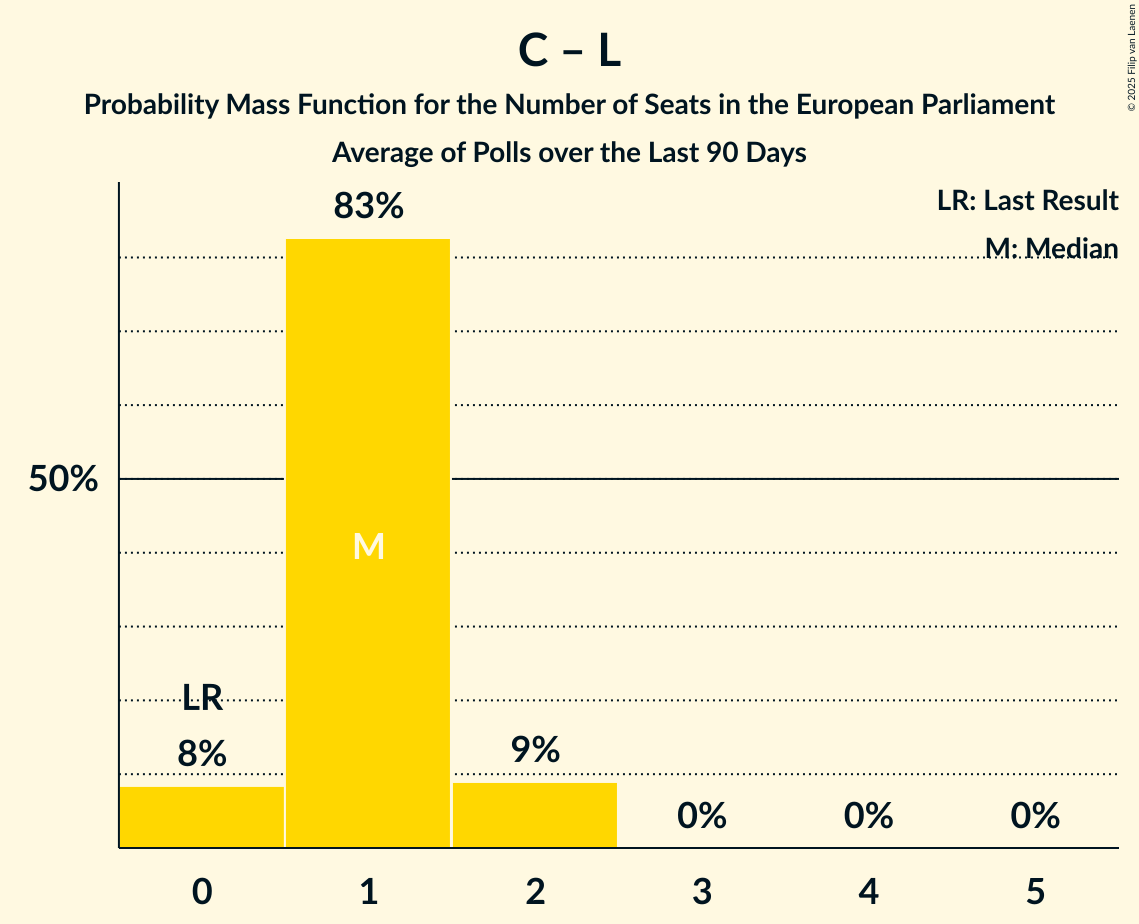 C – L
Probability Mass Function for the Number of Seats in the European Parliament
Average of Polls over the Last 90 Days
© 2025 Filip van Laenen
LR: Last Result
M: Median
83%
50%
M
LR
8%
9%
0%
0%
0%
0
1
2
3
4
5